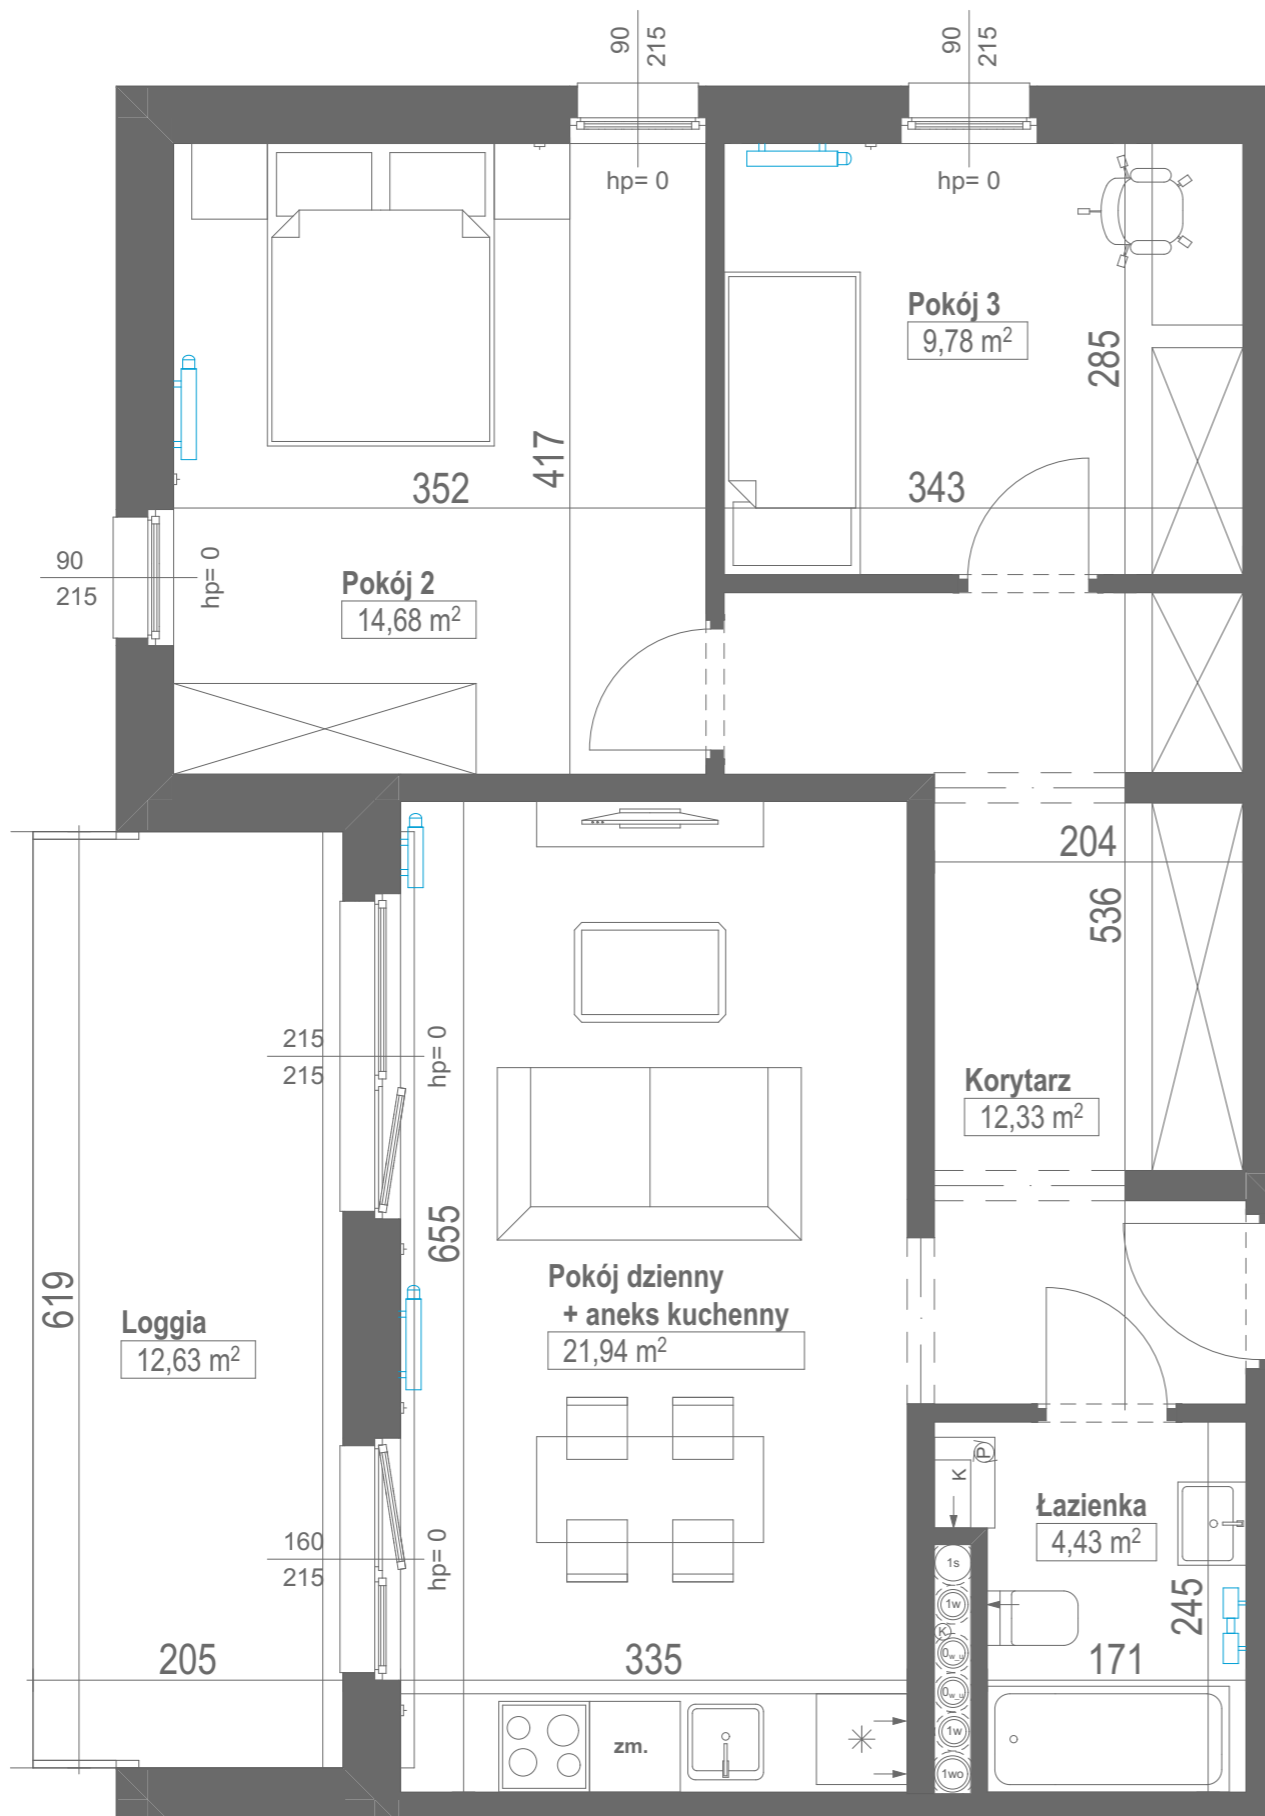 90
215
90
215
hp= 0
hp= 0
Pokój 3
9,78 m²
285
417
352
343
90
215
hp= 0
Pokój 2
14,68 m²
204
536
215
215
hp= 0
Korytarz
12,33 m²
655
619
Pokój dzienny
+ aneks kuchenny
21,94 m²
Loggia
12,63 m²
P
K
Łazienka
4,43 m²
160
215
hp= 0
1s
1w
K
245
0w_u
205
335
171
0w_u
1w
zm.
1wo